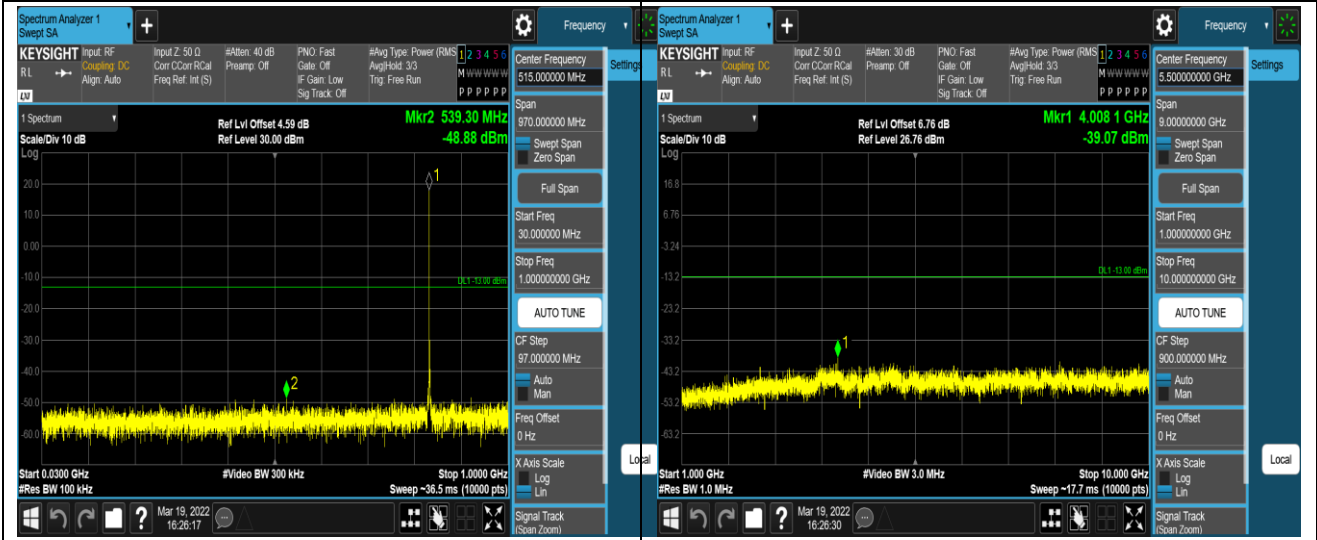 Spectrum Analyzer 1
Swept SA
+
Frequency
KEYSIGHT
RL
Input: RF
Coupling: DC
Align: Auto
Input Z: 50 Ω
Corr CCorr RCal
Freq Ref: Int (S)
#Atten: 40 dB
Preamp: Off
PNO: Fast
Gate: Off
IF Gain: Low
Sig Track: Off
#Avg Type: Power (RMS
Avg|Hold: 3/3
Trig: Free Run
1 2 3 4 5 6
M W W W W W
P P P P P P
LXI
1 Spectrum
Scale/Div 10 dB
Log
Ref Lvl Offset 4.59 dB
Ref Level 30.00 dBm
Mkr2 539.30 MHz
-48.88 dBm
20.0
10.0
0.00
-10.0
-20.0
-30.0
-40.0
-50.0
-60.0
1
2
DL1 -13.00 dBm
Start 0.0300 GHz
#Res BW 100 kHz
#Video BW 300 kHz
Stop 1.0000 GHz
Sweep ~36.5 ms (10000 pts)
Center Frequency
515.000000 MHz
Settings
Span
970.000000 MHz
Swept Span
Zero Span
Full Span
Start Freq
30.000000 MHz
Stop Freq
1.000000000 GHz
AUTO TUNE
CF Step
97.000000 MHz
Auto
Man
Freq Offset
0 Hz
X Axis Scale
Log
Lin
Local
Signal Track
(Span Zoom)
?
Mar 19, 2022
16:26:17
Spectrum Analyzer 1
Swept SA
+
Frequency
KEYSIGHT
RL
Input: RF
Coupling: DC
Align: Auto
Input Z: 50 Ω
Corr CCorr RCal
Freq Ref: Int (S)
#Atten: 30 dB
Preamp: Off
PNO: Fast
Gate: Off
IF Gain: Low
Sig Track: Off
#Avg Type: Power (RMS
Avg|Hold: 3/3
Trig: Free Run
1 2 3 4 5 6
M W W W W W
P P P P P P
LXI
1 Spectrum
Scale/Div 10 dB
Log
Ref Lvl Offset 6.76 dB
Ref Level 26.76 dBm
Mkr1 4.008 1 GHz
-39.07 dBm
16.8
6.76
-3.24
-13.2
-23.2
-33.2
-43.2
-53.2
-63.2
1
DL1 -13.00 dBm
Start 1.000 GHz
#Res BW 1.0 MHz
#Video BW 3.0 MHz
Stop 10.000 GHz
Sweep ~17.7 ms (10000 pts)
Center Frequency
5.500000000 GHz
Settings
Span
9.00000000 GHz
Swept Span
Zero Span
Full Span
Start Freq
1.000000000 GHz
Stop Freq
10.000000000 GHz
AUTO TUNE
CF Step
900.000000 MHz
Auto
Man
Freq Offset
0 Hz
X Axis Scale
Log
Lin
Local
Signal Track
(Span Zoom)
?
Mar 19, 2022
16:26:30